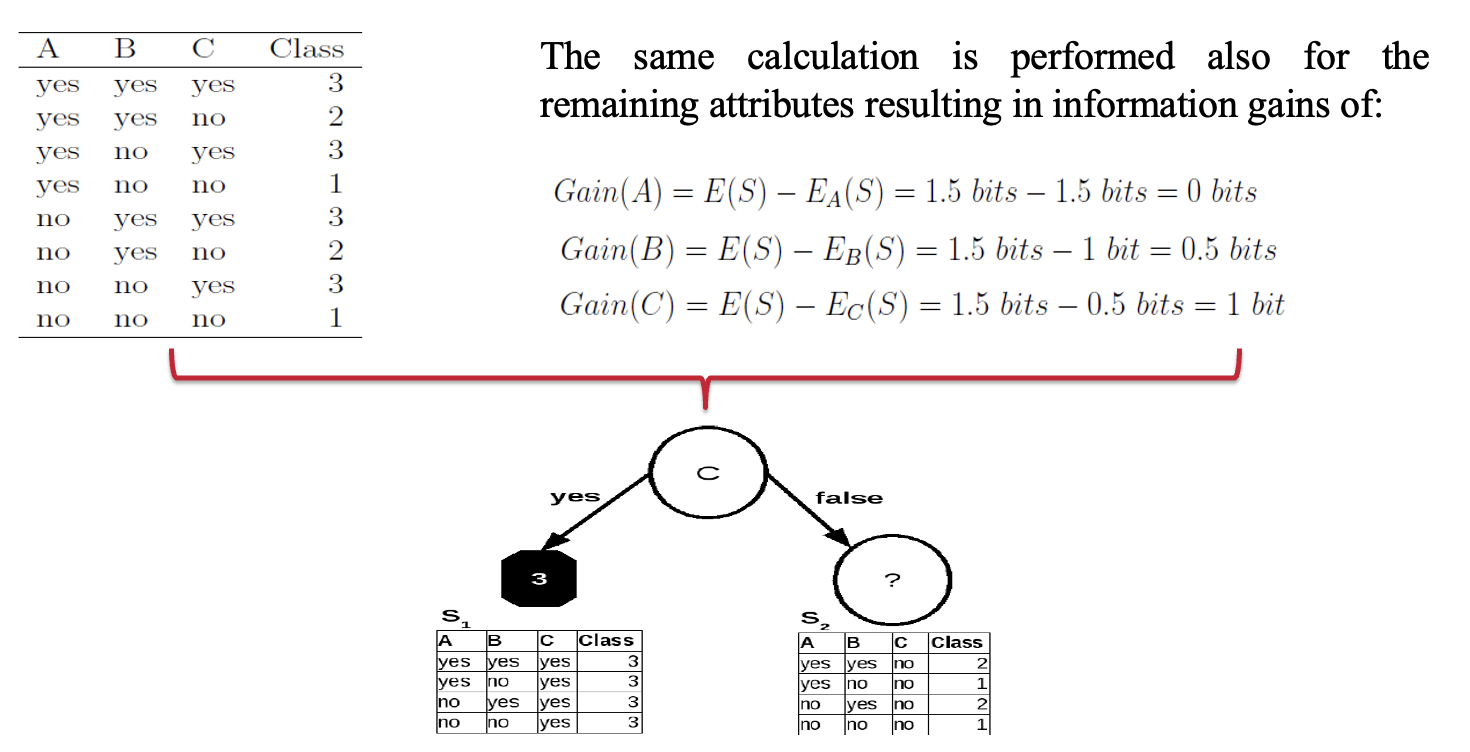 A B C Class
yes yes yes 3
yes yes no 2
yes no yes 3
yes no no 1
no yes yes 3
no yes no 2
no no yes 3
no no no 1
The same calculation is performed also for the
remaining attributes resulting in information gains of:
Gain(A) = E(S) − E_A(S) = 1.5 bits − 1.5 bits = 0 bits
Gain(B) = E(S) − E_B(S) = 1.5 bits − 1 bit = 0.5 bits
Gain(C) = E(S) − E_C(S) = 1.5 bits − 0.5 bits = 1 bit
C
yes
false
3
?
S_1
A B C Class
yes yes yes 3
yes no yes 3
no yes yes 3
no no yes 3
S_2
A B C Class
yes yes no 2
yes no no 1
no yes no 2
no no no 1